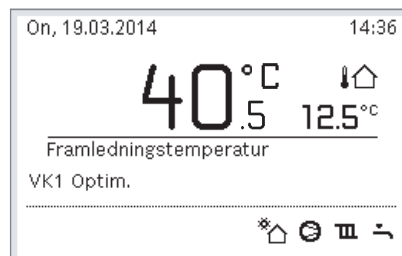 On, 19.03.2014 14:36
40.5 °C 12.5°C
Framledningstemperatur
VK1 Optim.